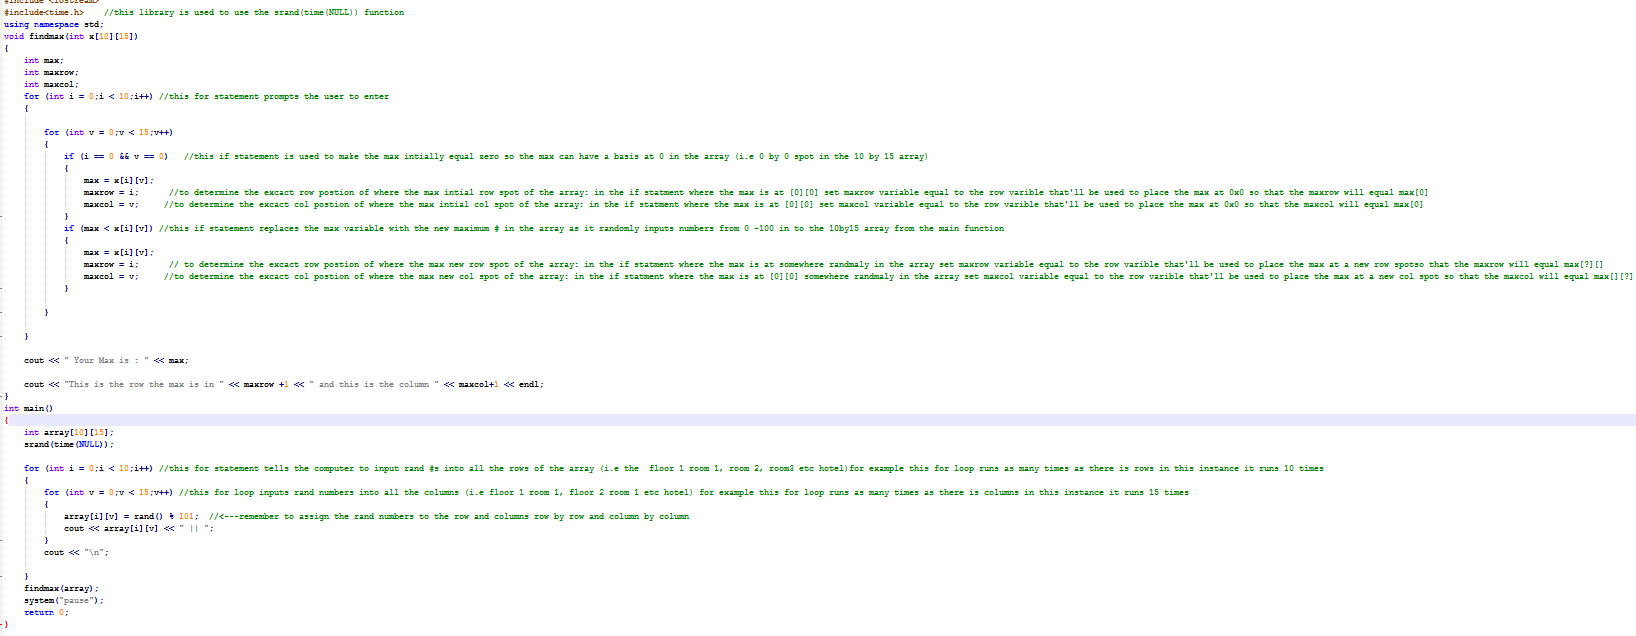 #include <iostream>
#include<time.h>    //this library is used to use the srand(time(NULL)) function
using namespace std;
void findmax(int x[10][15])
{
    int max;
    int maxrow;
    int maxcol;
    for (int i = 0;i < 10;i++) //this for statement prompts the user to enter
    {
        for (int v = 0;v < 15;v++)
        {
            if (i == 0 && v == 0)   //this if statement is used to make the max intially equal zero so the max can have a basis at 0 in the array (i.e 0 by 0 spot in the 10 by 15 array)
            {
                max = x[i][v];
                maxrow = i;      //to determine the excact row postion of where the max intial row spot of the array: in the if statment where the max is at [0][0] set maxrow variable equal to the row varible that'll be used to place the max at 0x0 so that the maxrow will equal max[0]
                maxcol = v;     //to determine the excact col postion of where the max intial col spot of the array: in the if statment where the max is at [0][0] set maxcol variable equal to the row varible that'll be used to place the max at 0x0 so that the maxcol will equal max[0]
            }
            if (max < x[i][v]) //this if statement replaces the max variable with the new maximum # in the array as it randomly inputs numbers from 0 -100 in to the 10by15 array from the main function
            {
                max = x[i][v];
                maxrow = i;      // to determine the excact row postion of where the max new row spot of the array: in the if statment where the max is at somewhere randmaly in the array set maxrow variable equal to the row varible that'll be used to place the max at a new row spotso that the maxrow will equal max[?][]
                maxcol = v;     //to determine the excact col postion of where the max new col spot of the array: in the if statment where the max is at [0][0] somewhere randmaly in the array set maxcol variable equal to the row varible that'll be used to place the max at a new col spot so that the maxcol will equal max[][?]
            }
        }
    }
    cout << " Your Max is : " << max;
    cout << "This is the row the max is in " << maxrow +1 << " and this is the column " << maxcol+1 << endl;
}
int main()
{
    int array[10][15];
    srand(time(NULL));
    for (int i = 0;i < 10;i++) //this for statement tells the computer to input rand #s into all the rows of the array (i.e the  floor 1 room 1, room 2, room3 etc hotel)for example this for loop runs as many times as there is rows in this instance it runs 10 times
    {
        for (int v = 0;v < 15;v++) //this for loop inputs rand numbers into all the columns (i.e floor 1 room 1, floor 2 room 1 etc hotel) for example this for loop runs as many times as there is columns in this instance it runs 15 times
        {
            array[i][v] = rand() % 101;  //<---remember to assign the rand numbers to the row and columns row by row and column by column
            cout << array[i][v] << " || ";
        }
        cout << "\n";
    }
    findmax(array);
    system("pause");
    return 0;
}